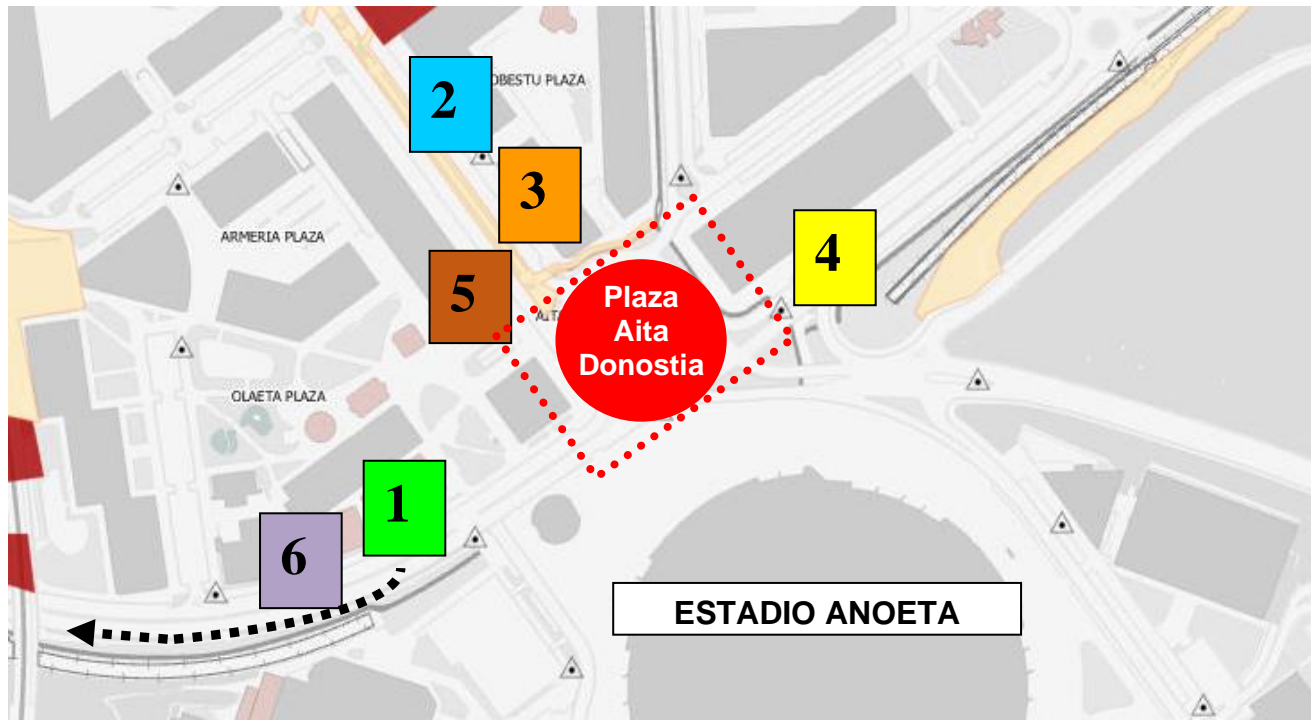 2
OBESTU PLAZA
3
ARMERIA PLAZA
4
5
Plaza
Aita
Donostia
OLAETA PLAZA
1
6
ESTADIO ANOETA